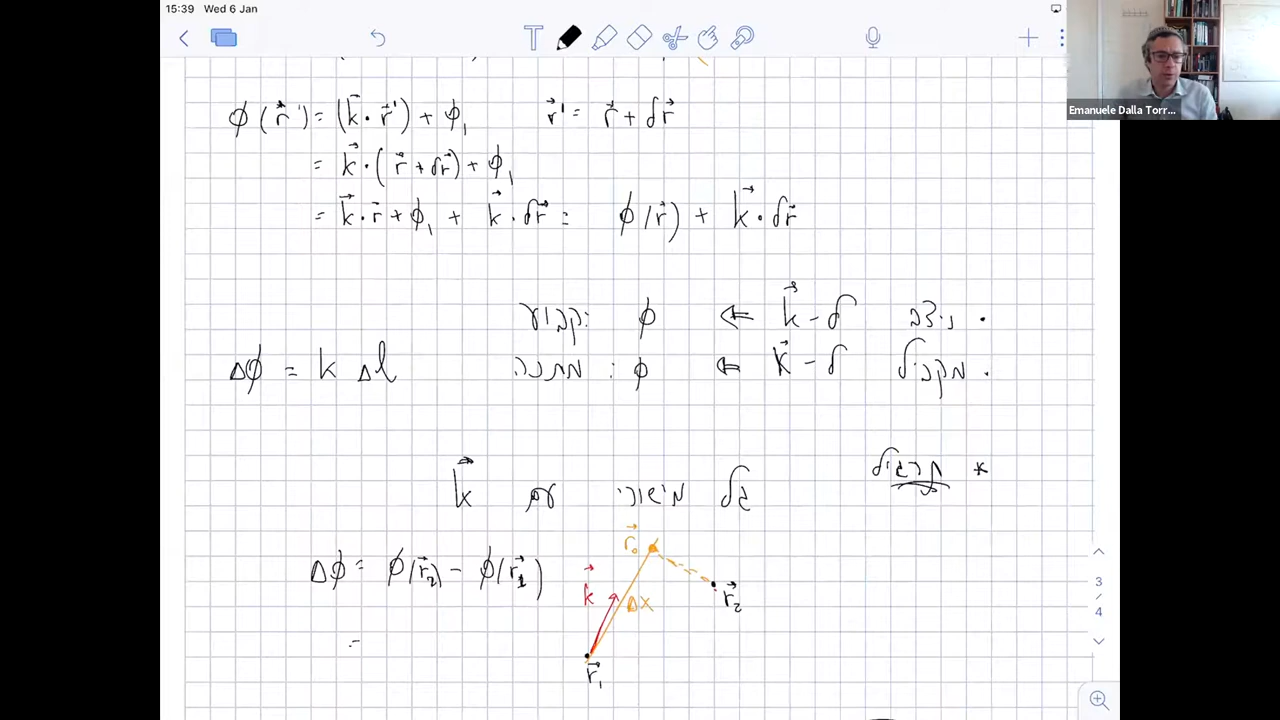 15:39 Wed 6 Jan
Emanuele Dalla Torr...
ϕ(r⃗') = (k⃗·r⃗') + ϕ₁ r⃗' = r⃗ + δr⃗
= k⃗·(r⃗ + δr⃗) + ϕ₁
= k⃗·r⃗ + ϕ₁ + k⃗·δr⃗ = ϕ(r⃗) + k⃗·δr⃗
• ניצב ל-k⃗ ⇐ ϕ קבוע:
• מקביל ל-k⃗ ⇐ ϕ: משתנה Δϕ = k Δl
* תרגיל
גל מישורי עם k⃗
r⃗₀
Δϕ = ϕ(r⃗₂) - ϕ(r⃗₁)
k⃗ Δx r⃗₂
=
r⃗₁
3
4